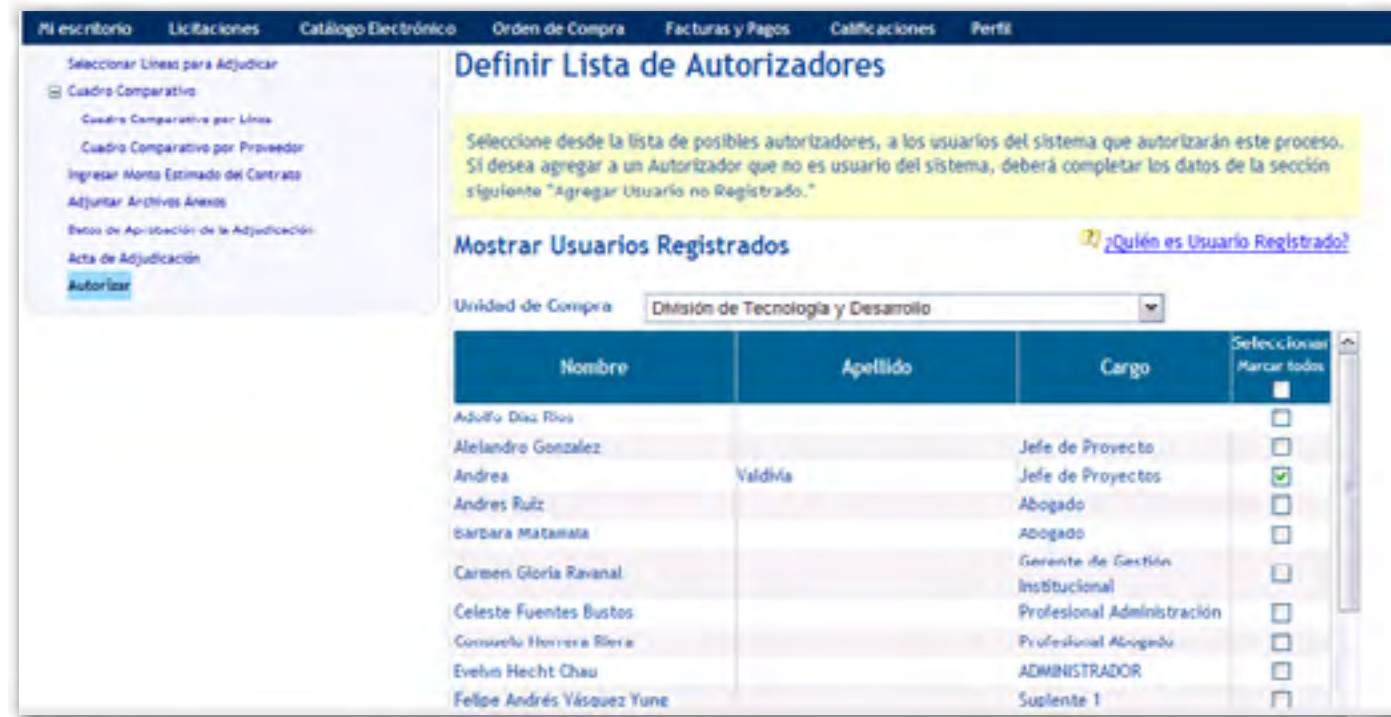 Mi escritorio Licitaciones Catálogo Electrónico Orden de Compra Facturas y Pagos Calificaciones Perfil
Seleccionar Líneas para Adjudicar
Cuadro Comparativo
Cuadro Comparativo por Línea
Cuadro Comparativo por Proveedor
Ingresar Monto Estimado del Contrato
Adjuntar Archivos Anexos
Datos de Aprobación de la Adjudicación
Acta de Adjudicación
Autorizar
Definir Lista de Autorizadores
Seleccione desde la lista de posibles autorizadores, a los usuarios del sistema que autorizarán este proceso.
Si desea agregar a un Autorizador que no es usuario del sistema, deberá completar los datos de la sección
siguiente "Agregar Usuario no Registrado."
Mostrar Usuarios Registrados
¿Quién es Usuario Registrado?
Unidad de Compra División de Tecnología y Desarrollo
Nombre Apellido Cargo Seleccionar
Marcar todos
Adolfo Díaz Ríos
Alejandro Gonzalez Jefe de Proyecto
Andrea Valdivia Jefe de Proyectos
Andres Ruiz Abogado
Barbara Matamala Abogado
Carmen Gloria Ravanal Gerente de Gestión
Institucional
Celeste Fuentes Bustos Profesional Administración
Consuelo Herrera Riera Profesional Abogado
Evelyn Hecht Chau ADMINISTRADOR
Felipe Andrés Vásquez Yune Suplente 1